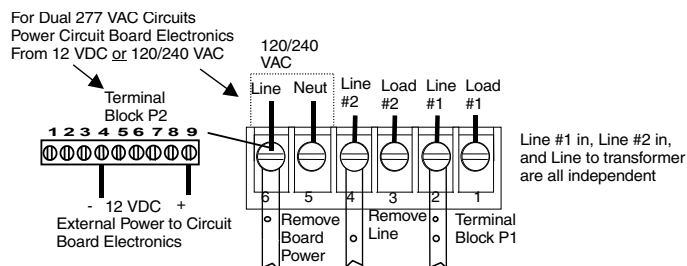 For Dual 277 VAC Circuits
Power Circuit Board Electronics
From 12 VDC or 120/240 VAC
120/240
VAC
Line Neut
Line
#2
Load
#2
Line
#1
Load
#1
Terminal
Block P2
1 2 3 4 5 6 7 8 9
- 12 VDC +
External Power to Circuit
Board Electronics
6 5 4 3 2 1
Remove
Board
Power
Remove
Line
Terminal
Block P1
Line #1 in, Line #2 in,
and Line to transformer
are all independent